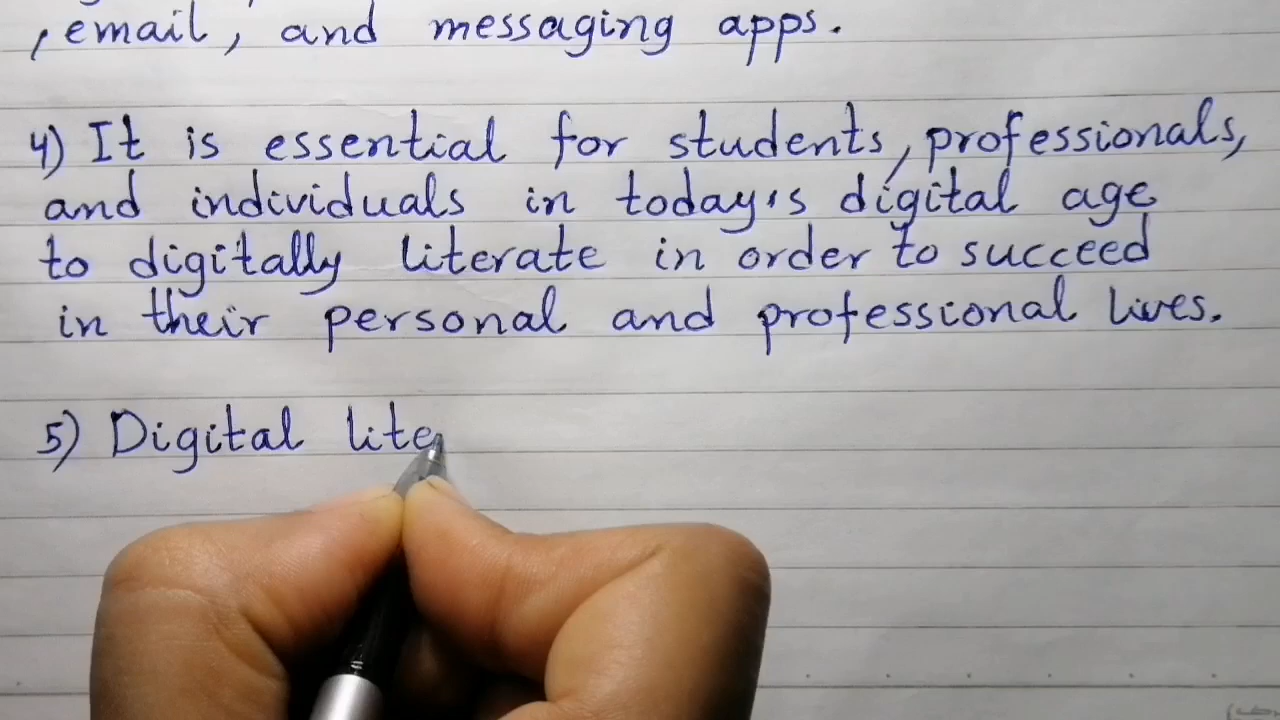 , email, and messaging apps.
4) It is essential for students, professionals,
and individuals in today's digital age
to digitally literate in order to succeed
in their personal and professional lives.
5) Digital lite